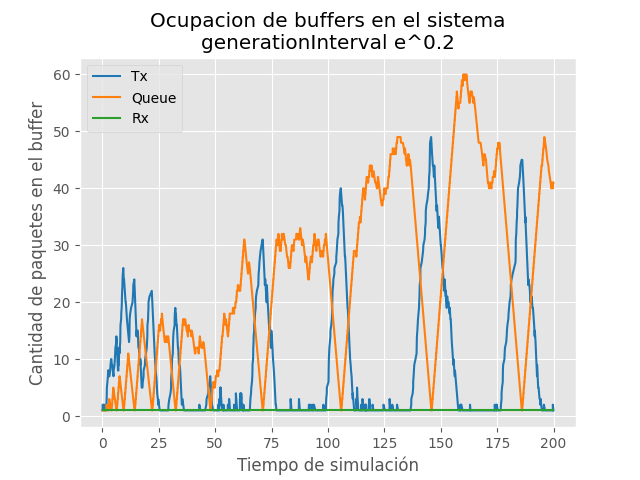 Ocupacion de buffers en el sistema
generationInterval e^0.2
Tx
Queue
Rx
Cantidad de paquetes en el buffer
60
50
40
30
20
10
0
0 25 50 75 100 125 150 175 200
Tiempo de simulación